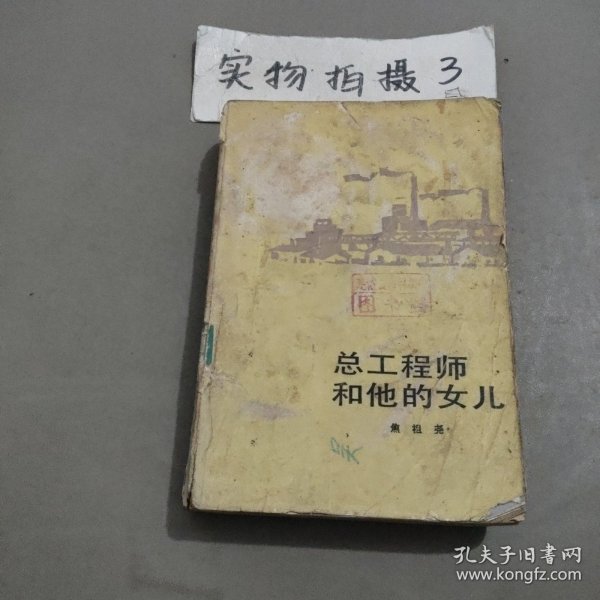 实物拍摄 3
总工程师
和他的女儿
焦祖尧
孔夫子旧书网
www.kongfz.com